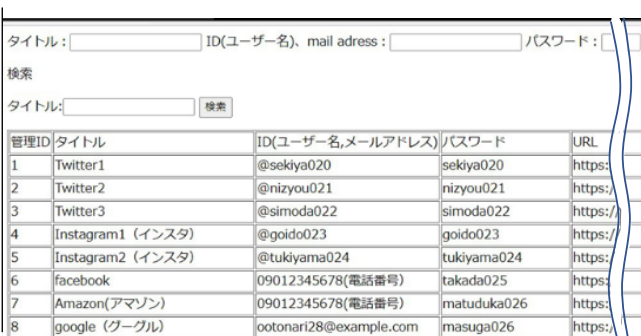 タイトル： ID(ユーザー名)、mail adress： パスワード：
検索
タイトル: 検索
管理ID タイトル ID(ユーザー名,メールアドレス) パスワード URL
1 Twitter1 @sekiya020 sekiya020 https:
2 Twitter2 @nizyou021 nizyou021 https:/
3 Twitter3 @simoda022 simoda022 https://
4 Instagram1（インスタ） @goido023 goido023 https:/
5 Instagram2（インスタ） @tukiyama024 tukiyama024 https:/
6 facebook 09012345678(電話番号） takada025 https:
7 Amazon(アマゾン） 09012345678(電話番号） matuduka026 https:
8 google（グーグル） ootonari28@example.com masuga026 https:/